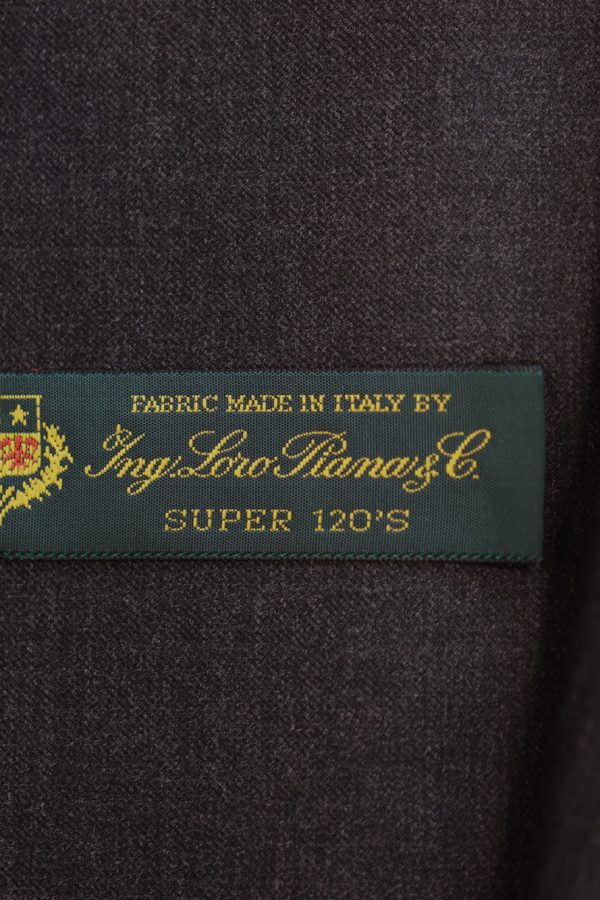 FABRIC MADE IN ITALY BY
Ing. Loro Piana & C.
SUPER 120'S